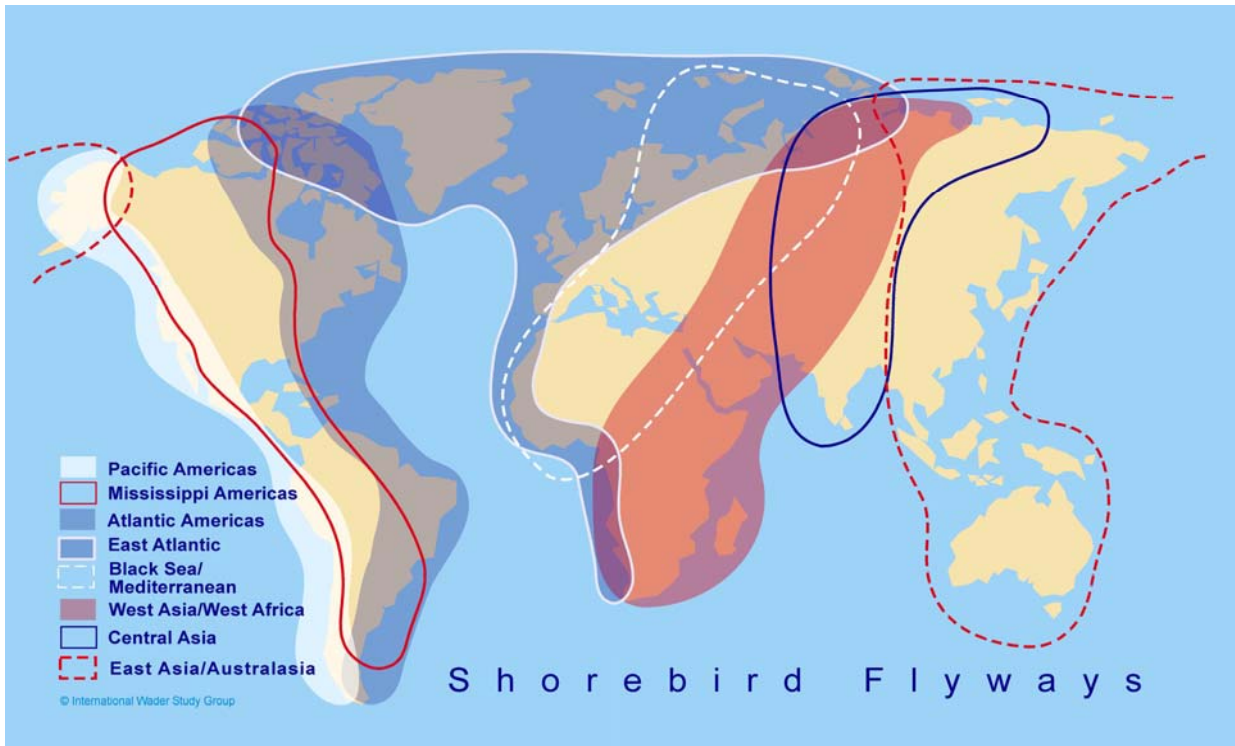 Pacific Americas
Mississippi Americas
Atlantic Americas
East Atlantic
Black Sea/
Mediterranean
West Asia/West Africa
Central Asia
East Asia/Australasia
© International Wader Study Group
Shorebird Flyways